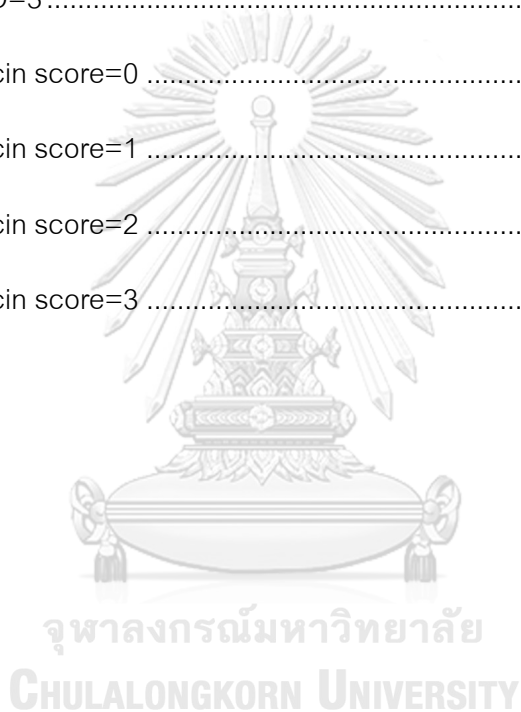 =3.......................................................................
cin score=0 .......................................................
cin score=1 .......................................................
cin score=2 .......................................................
cin score=3 .......................................................
จุฬาลงกรณ์มหาวิทยาลัย
CHULALONGKORN UNIVERSITY